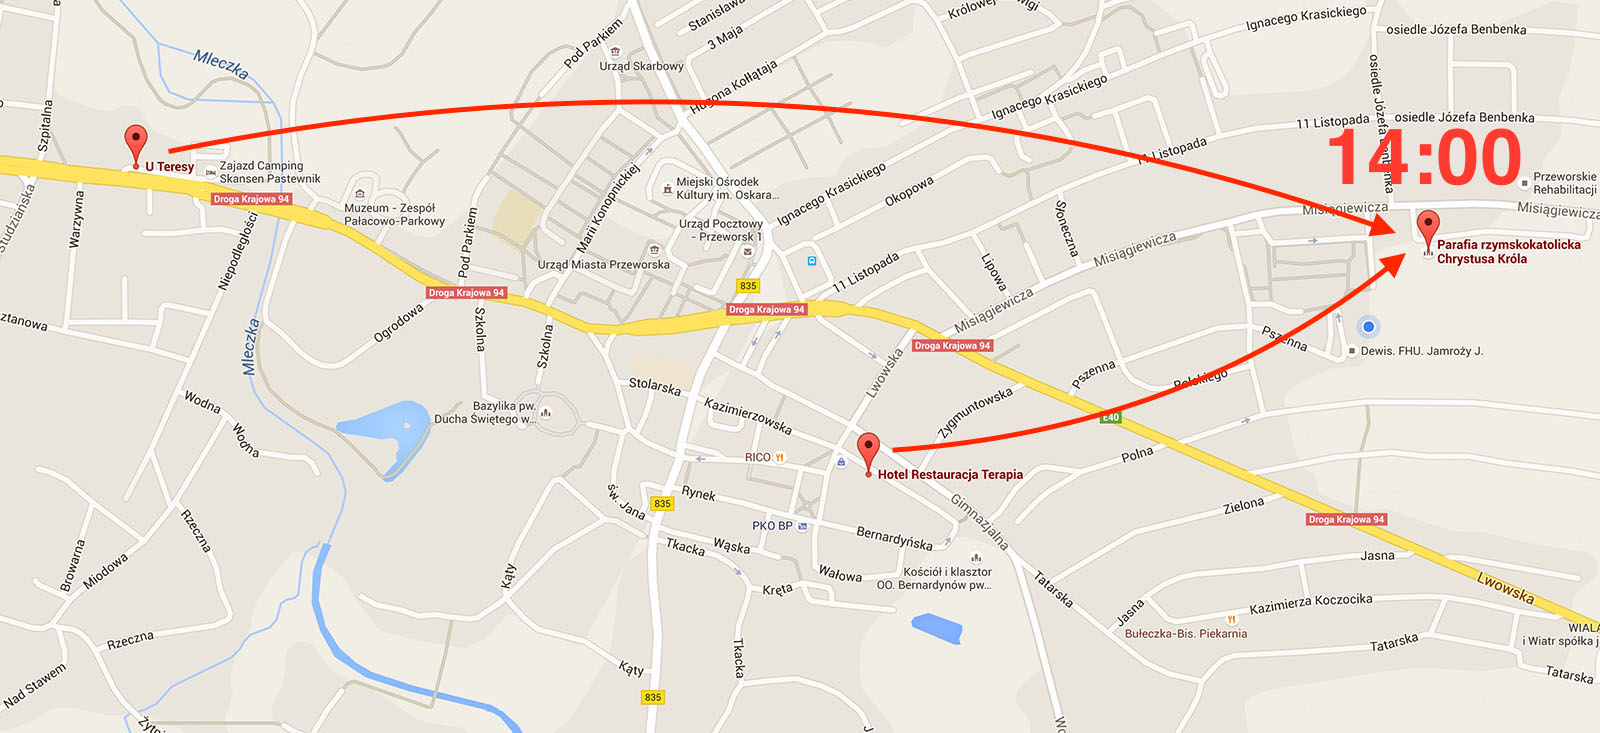 Stanisława
Królowej
3 Maja
Ignacego Krasickiego
osiedle Józefa Benbenka
Pod Parkiem
Urząd Skarbowy
Mleczka
Hugona Kołłątaja
Ignacego Krasickiego
osiedle Józefa Benbenka
11 Listopada
osiedle Józefa Benbenka
Szpitalna
14:00
11 Listopada
U Teresy
Zajazd Camping
Skansen Pastewnik
Droga Krajowa 94
Muzeum - Zespół
Pałacowo-Parkowy
Miejski Ośrodek
Kultury im. Oskara...
Ignacego Krasickiego
Okopowa
Przeworskie
Rehabilitacji
Misiągiewicza
Misiągiewicza
Studziańska
Warzywna
Niepodległości
Pod Parkiem
Marii Konopnickiej
Urząd Pocztowy
- Przeworsk 1
Słoneczna
Misiągiewicza
Parafia rzymskokatolicka
Chrystusa Króla
Urząd Miasta Przeworska
11 Listopada
Lipowa
835
Droga Krajowa 94
Droga Krajowa 94
Misiągiewicza
ztanowa
Mleczka
Ogrodowa
Szkolna
Szkolna
Droga Krajowa 94
Pszenna
Dewis. FHU. Jamroży J.
Lwowska
Pszenna
Stolarska
Kazimierzowska
Zygmuntowska
E40
Wodna
Wodna
Bazylika pw.
Ducha Świętego w...
RICO
Hotel Restauracja Terapia
Polna
Rynek
835
św. Jana
PKO BP
Gimnazjalna
Zielona
Droga Krajowa 94
Rzeczna
Bernardyńska
Tkacka
Wąska
Jasna
Browarna
Miodowa
Kąty
Kręta
Wałowa
Kościół i klasztor
OO. Bernardynów pw...
Tatarska
Lwowska
Jasna
Kazimierza Koczocika
Bułeczka-Bis. Piekarnia
Rzeczna
WIALA
i Wiatr spółka j
Tatarska
Tkacka
Kąty
Tatarska
Nad Stawem
835